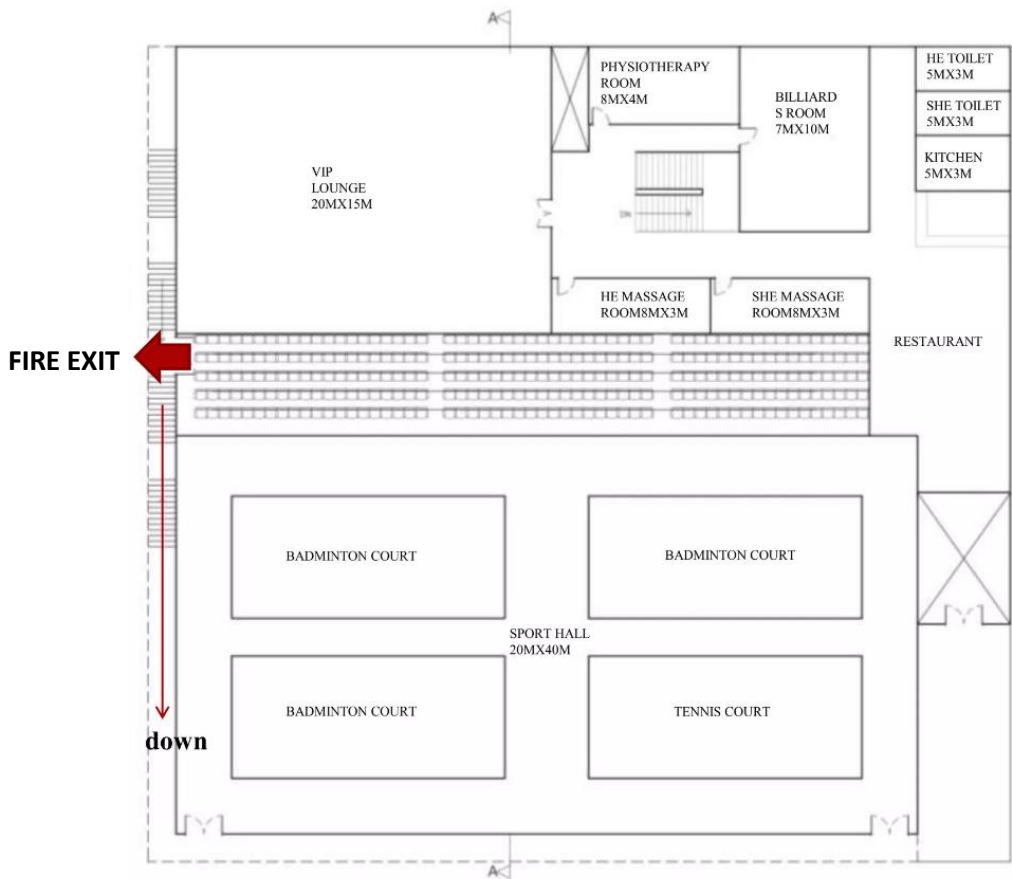 A
HE TOILET
5MX3M
PHYSIOTHERAPY
ROOM
8MX4M
BILLIARD
S ROOM
7MX10M
SHE TOILET
5MX3M
KITCHEN
5MX3M
VIP
LOUNGE
20MX15M
HE MASSAGE
ROOM8MX3M
SHE MASSAGE
ROOM8MX3M
RESTAURANT
FIRE EXIT
BADMINTON COURT
BADMINTON COURT
SPORT HALL
20MX40M
BADMINTON COURT
TENNIS COURT
down
A